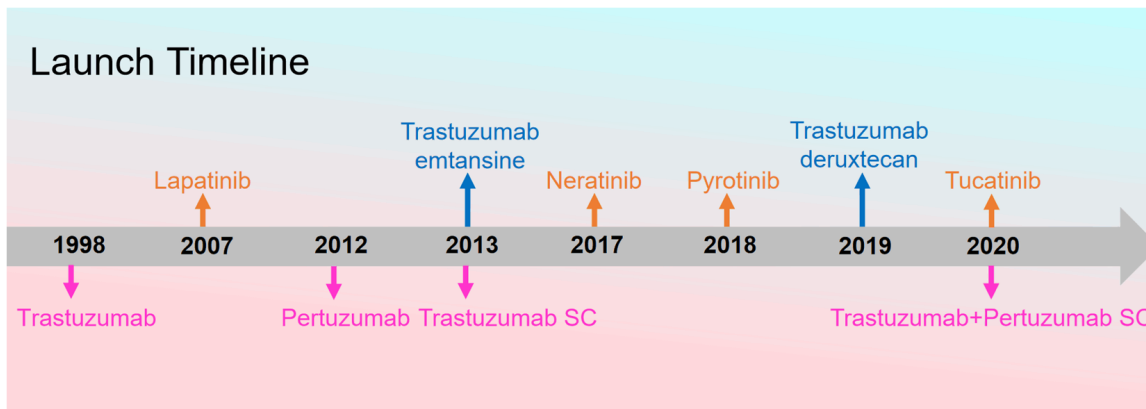 Launch Timeline
Trastuzumab
emtansine
Trastuzumab
deruxtecan
Lapatinib
Neratinib
Pyrotinib
Tucatinib
1998
2007
2012
2013
2017
2018
2019
2020
Trastuzumab
Pertuzumab
Trastuzumab SC
Trastuzumab+Pertuzumab SC